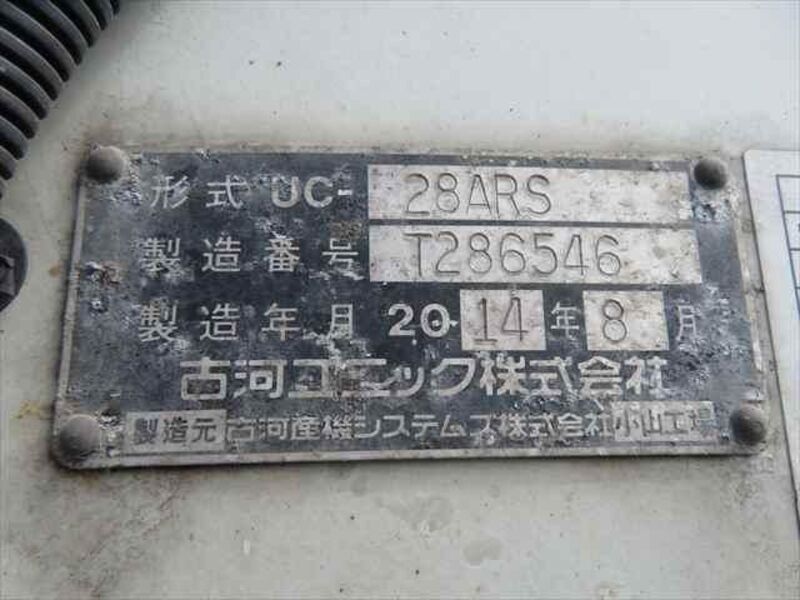 形式 UC-28ARS
製造番号 T286546
製造年月 2014年8月
古河ユニック株式会社
製造元 古河産機システムズ株式会社 小山工場